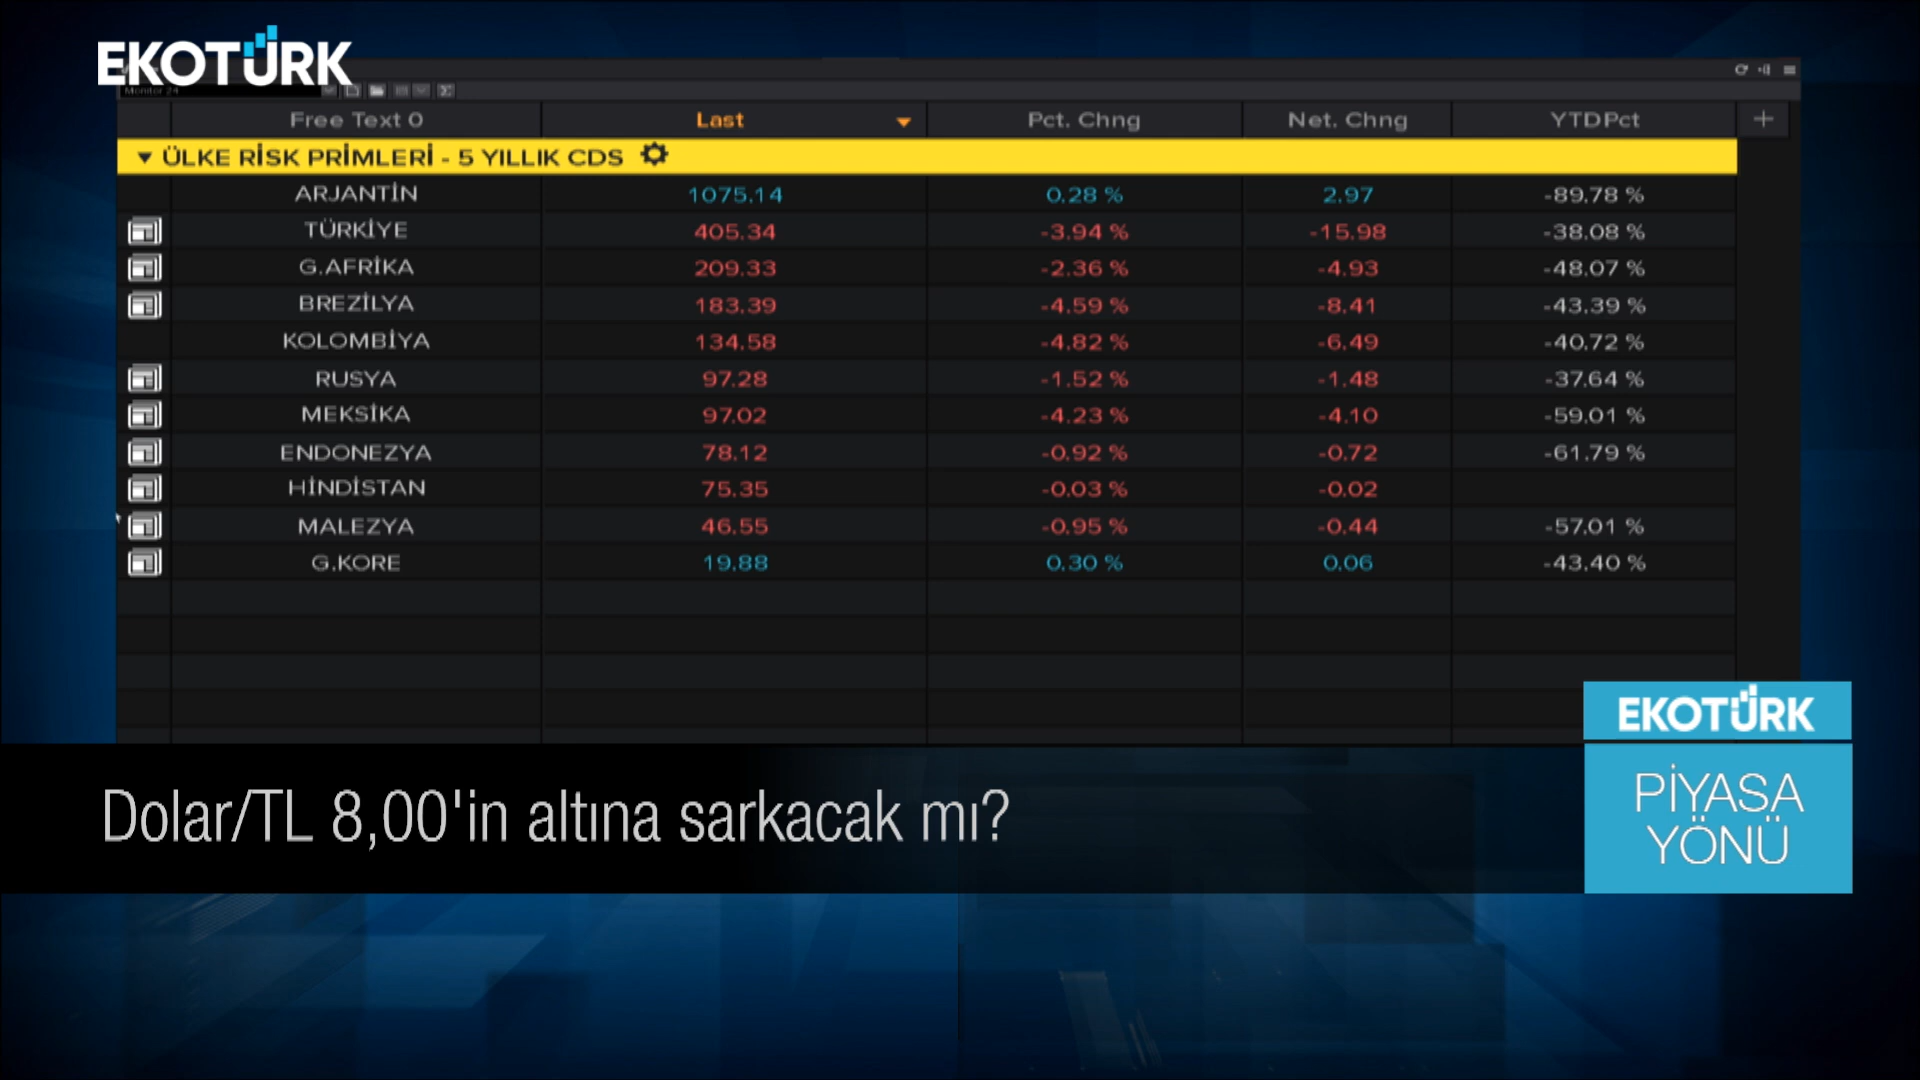 EKOTÜRK
Monitor 24
Free Text 0 Last Pct. Chng Net. Chng YTDPct
ÜLKE RİSK PRİMLERİ - 5 YILLIK CDS
ARJANTİN 1075.14 0.28 % 2.97 -89.78 %
TÜRKİYE 405.34 -3.94 % -15.98 -38.08 %
G.AFRİKA 209.33 -2.36 % -4.93 -48.07 %
BREZİLYA 183.39 -4.59 % -8.41 -43.39 %
KOLOMBİYA 134.58 -4.82 % -6.49 -40.72 %
RUSYA 97.28 -1.52 % -1.48 -37.64 %
MEKSİKA 97.02 -4.23 % -4.10 -59.01 %
ENDONEZYA 78.12 -0.92 % -0.72 -61.79 %
HİNDİSTAN 75.35 -0.03 % -0.02
MALEZYA 46.55 -0.95 % -0.44 -57.01 %
G.KORE 19.88 0.30 % 0.06 -43.40 %
EKOTÜRK
Dolar/TL 8,00'in altına sarkacak mı?
PİYASA
YÖNÜ